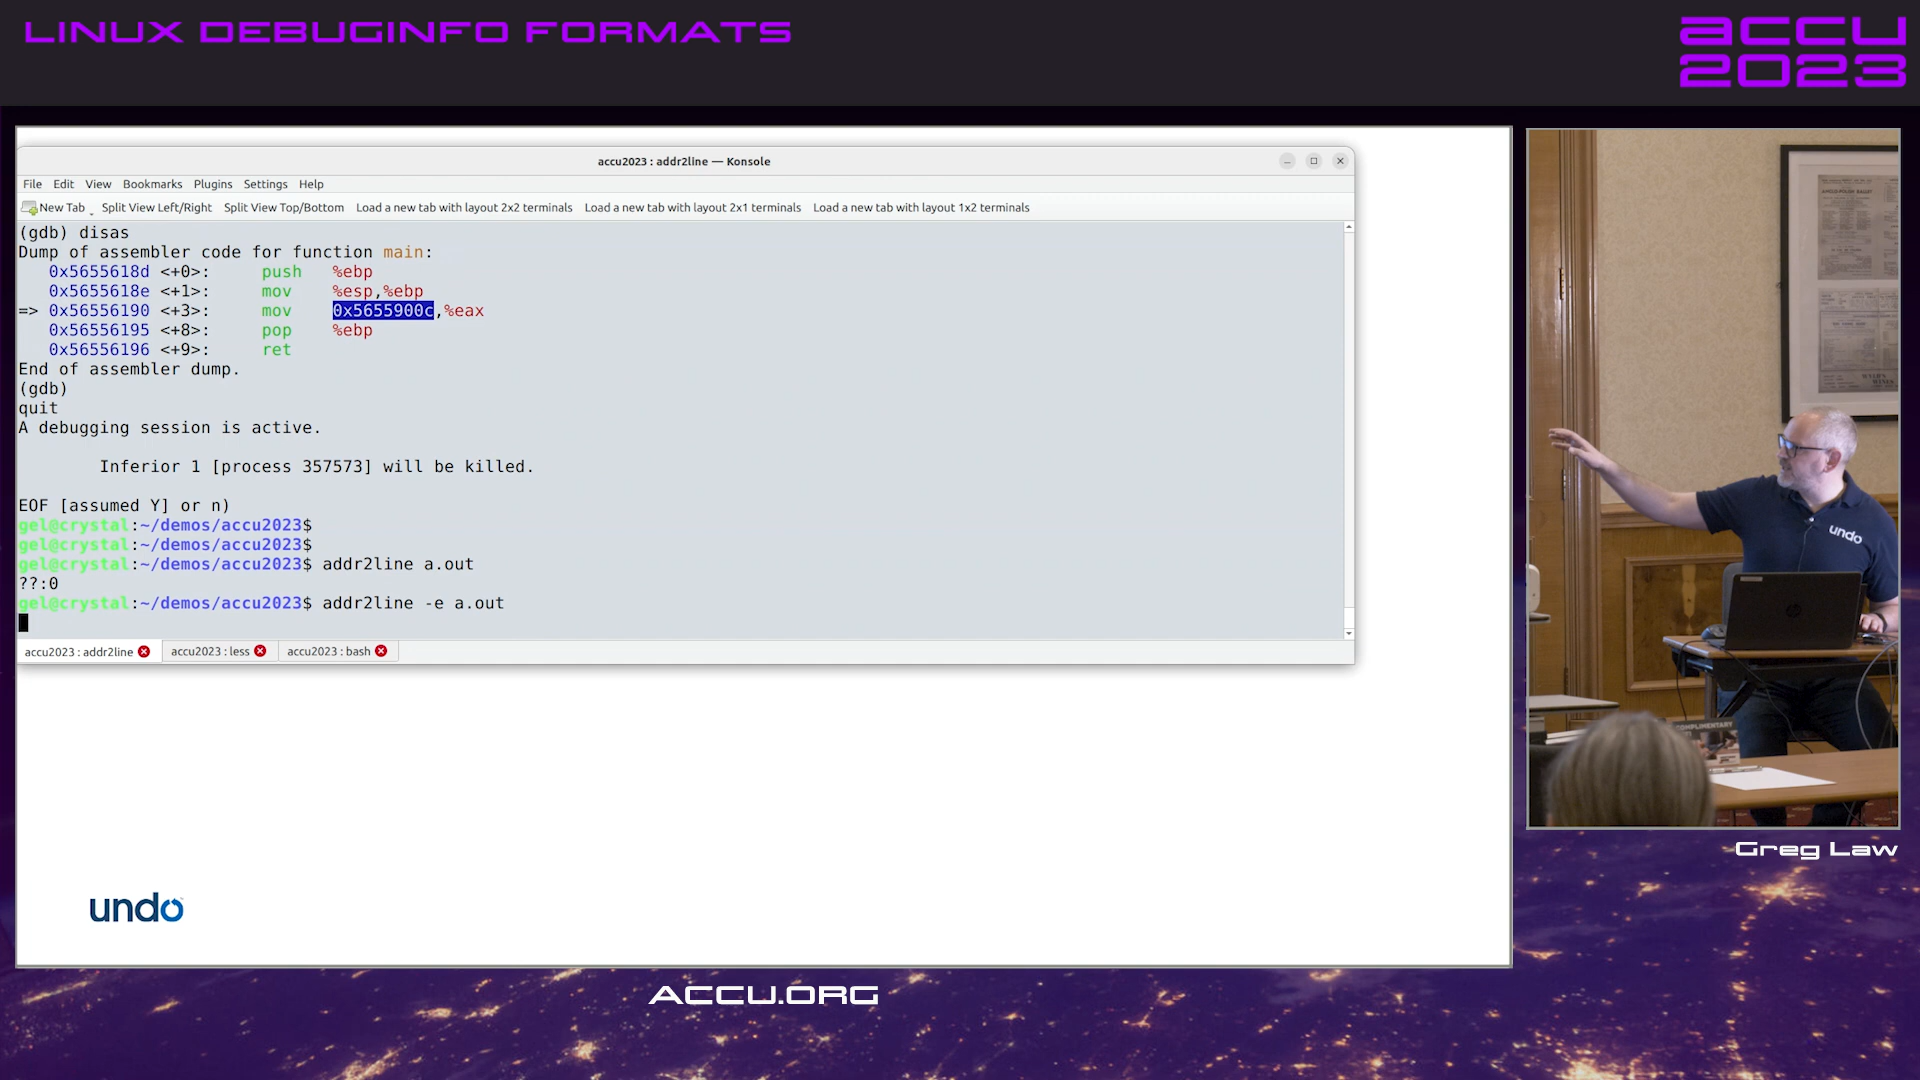 LINUX DEBUGINFO FORMATS
accu
2023
accu2023 : addr2line — Konsole
File Edit View Bookmarks Plugins Settings Help
New Tab Split View Left/Right Split View Top/Bottom Load a new tab with layout 2x2 terminals Load a new tab with layout 2x1 terminals Load a new tab with layout 1x2 terminals
(gdb) disas
Dump of assembler code for function main:
0x5655618d <+0>: push %ebp
0x5655618e <+1>: mov %esp,%ebp
=> 0x56556190 <+3>: mov 0x5655900c,%eax
0x56556195 <+8>: pop %ebp
0x56556196 <+9>: ret
End of assembler dump.
(gdb)
quit
A debugging session is active.
Inferior 1 [process 357573] will be killed.
EOF [assumed Y] or n)
gel@crystal:~/demos/accu2023$
gel@crystal:~/demos/accu2023$
gel@crystal:~/demos/accu2023$ addr2line a.out
??:0
gel@crystal:~/demos/accu2023$ addr2line -e a.out
accu2023 : addr2line accu2023 : less accu2023 : bash
undo
undo
COMPLIMENTARY
Greg Law
ACCU.ORG